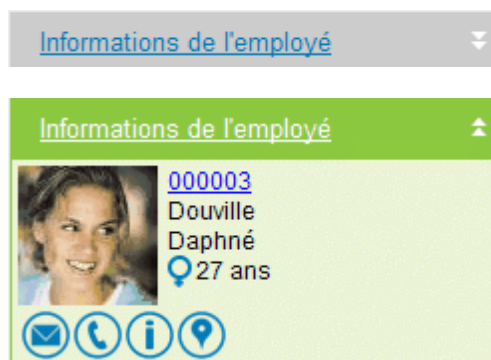 Informations de l'employé
Informations de l'employé
000003
Douville
Daphné
27 ans